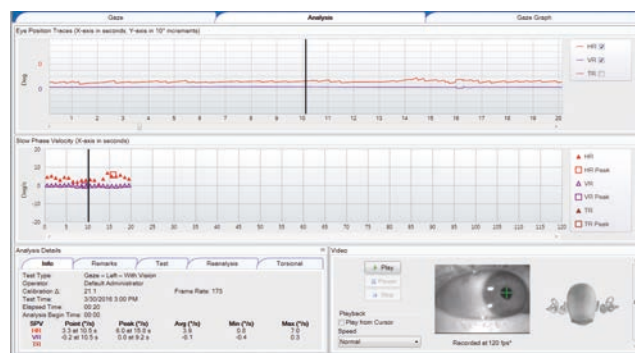 Gaze Analysis Gaze Graph
Eye Position Traces (X-axis in seconds; Y-axis in 10° increments)
Deg
0
0
1 2 3 4 5 6 7 8 9 10 11 12 13 14 15 16 17 18 19 20
HR
VR
TR
Slow Phase Velocity (X-axis in seconds)
Deg/s
20
10
0
-10
-20
0 5 10 15 20 25 30 35 40 45 50 55 60 65 70 75 80 85 90 95 100 105 110 115 120
HR
HR Peak
VR
VR Peak
TR
TR Peak
Analysis Details
Info Remarks Test Reanalysis Torsional
Test Type Gaze – Left – With Vision
Operator Default Administrator
Calibration Δ 21.1 Frame Rate: 173
Test Time: 3/30/2016 3:00 PM
Elapsed Time 00:20
Analysis Begin Time: 00:00
SPV Point (°/s) Peak (°/s) Avg (°/s) Min (°/s) Max (°/s)
HR 3.3 at 10.5 s 6.0 at 15.8 s 3.9 0.8 7.0
VR -0.2 at 10.5 s 0.0 at 9.2 s -0.1 -0.4 0.3
TR
Video
Play
Pause
Stop
Playback
Play from Cursor
Speed
Normal
Recorded at 120 fps*